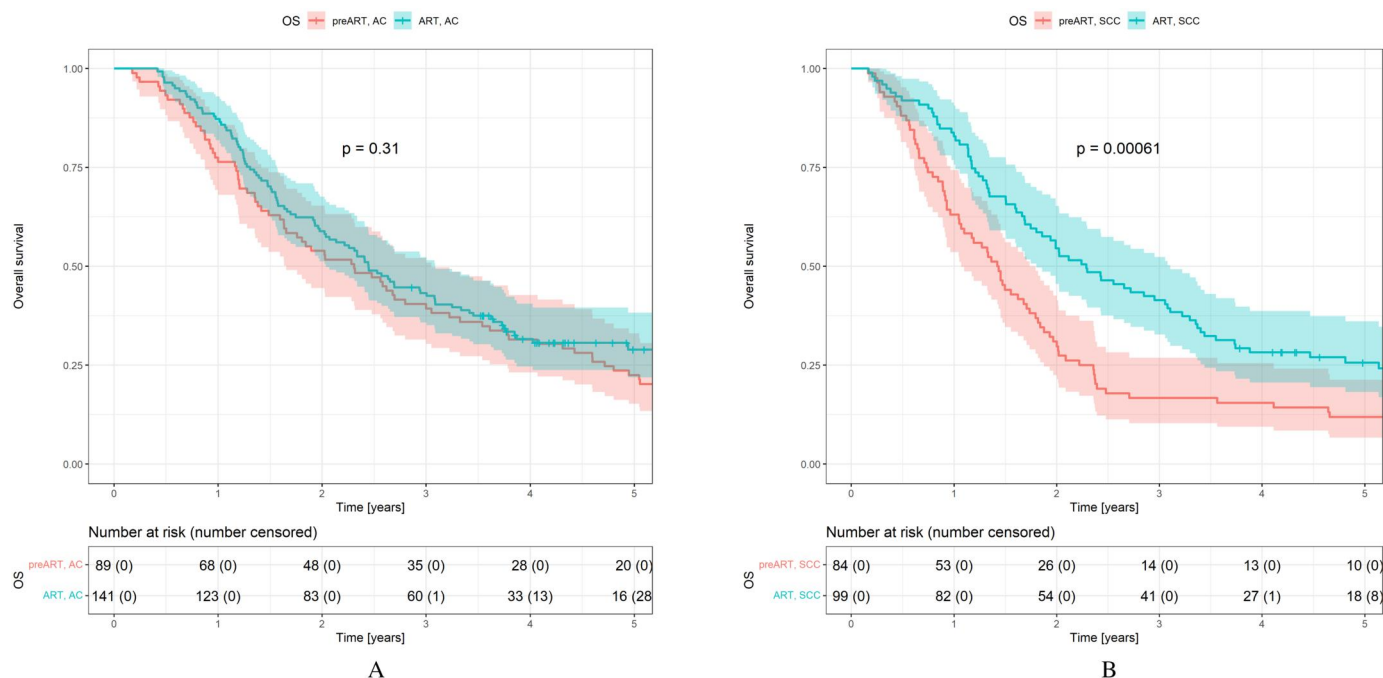 OS preART, AC ART, AC
1.00
0.75
0.50
0.25
0.00
Overall survival
p = 0.31
0 1 2 3 4 5
Time [years]
Number at risk (number censored)
OS
preART, AC 89 (0) 68 (0) 48 (0) 35 (0) 28 (0) 20 (0)
ART, AC 141 (0) 123 (0) 83 (0) 60 (1) 33 (13) 16 (28
0 1 2 3 4 5
Time [years]
A
OS preART, SCC ART, SCC
1.00
0.75
0.50
0.25
0.00
Overall survival
p = 0.00061
0 1 2 3 4 5
Time [years]
Number at risk (number censored)
OS
preART, SCC 84 (0) 53 (0) 26 (0) 14 (0) 13 (0) 10 (0)
ART, SCC 99 (0) 82 (0) 54 (0) 41 (0) 27 (1) 18 (8)
0 1 2 3 4 5
Time [years]
B